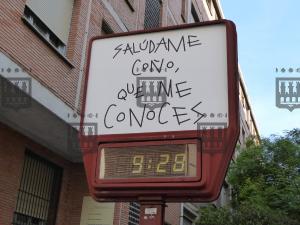 SALÚDAME
COÑO,
QUE ME
CONOCES
9:28